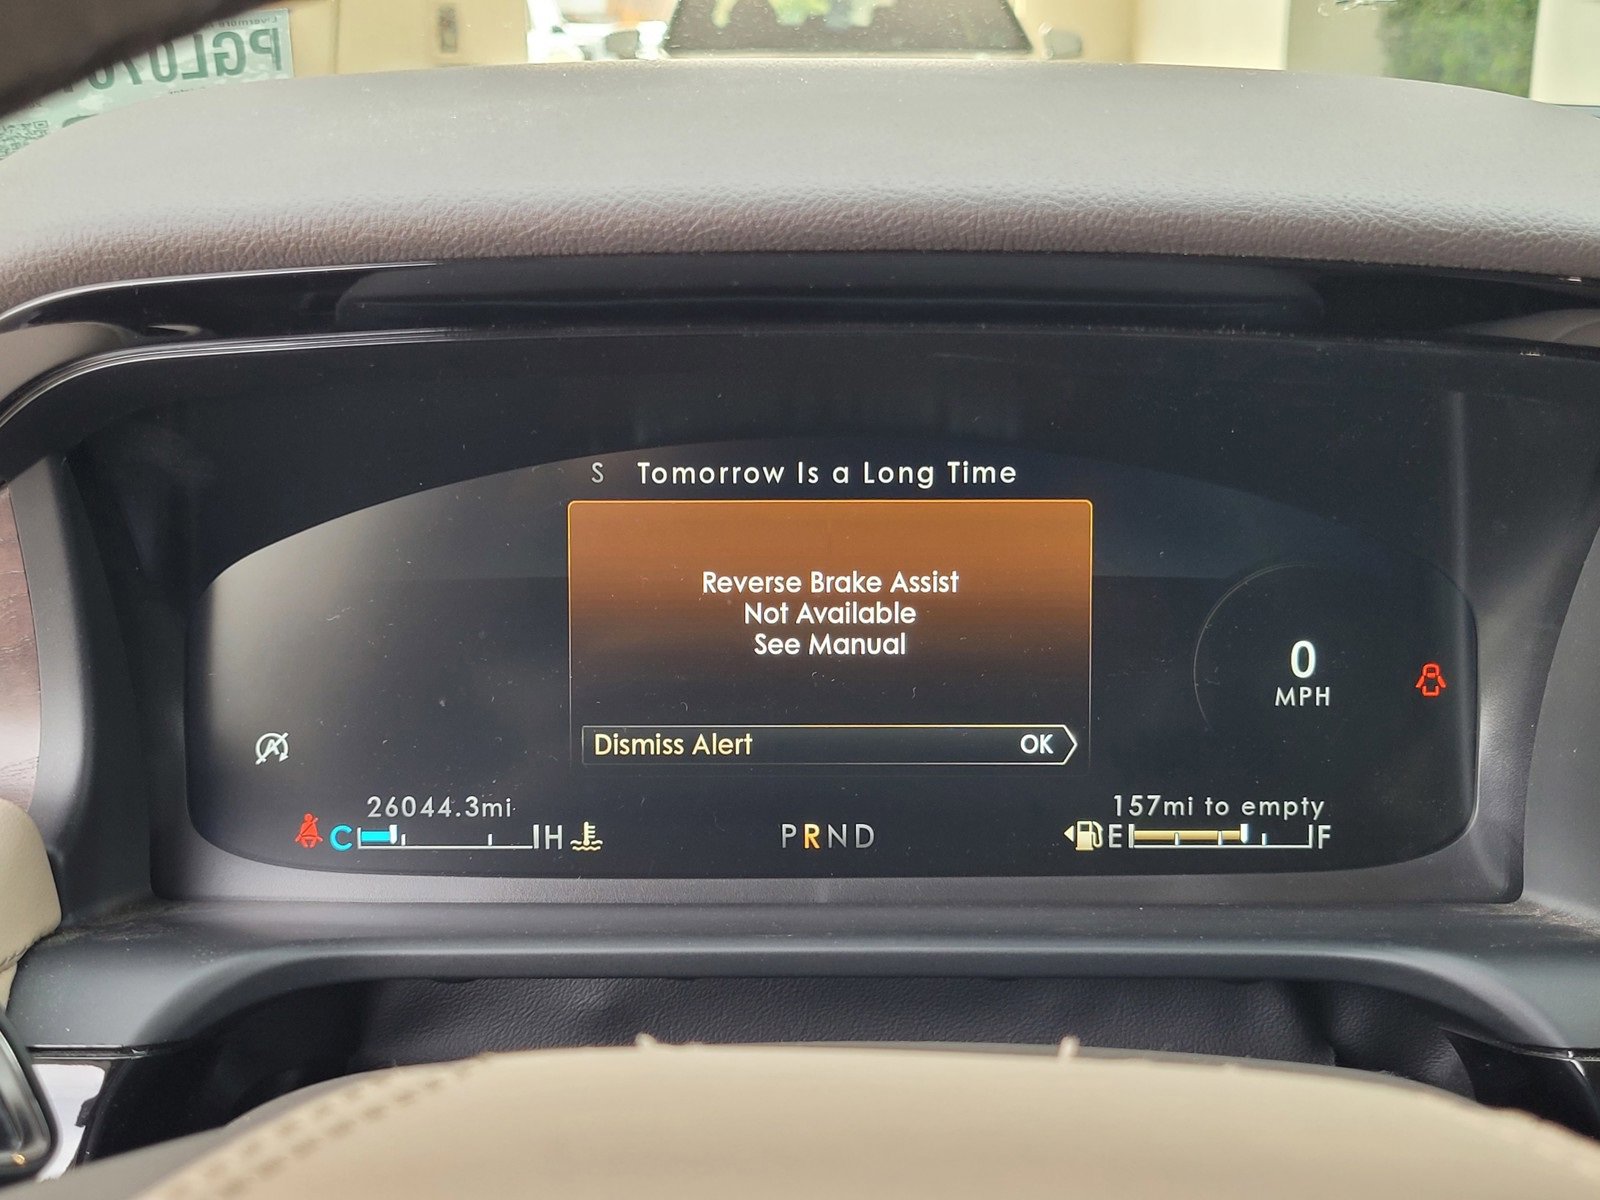 PGL070
S Tomorrow Is a Long Time
Reverse Brake Assist
Not Available
See Manual
Dismiss Alert OK
0
MPH
A
26044.3mi
157mi to empty
C H
PRND
E F